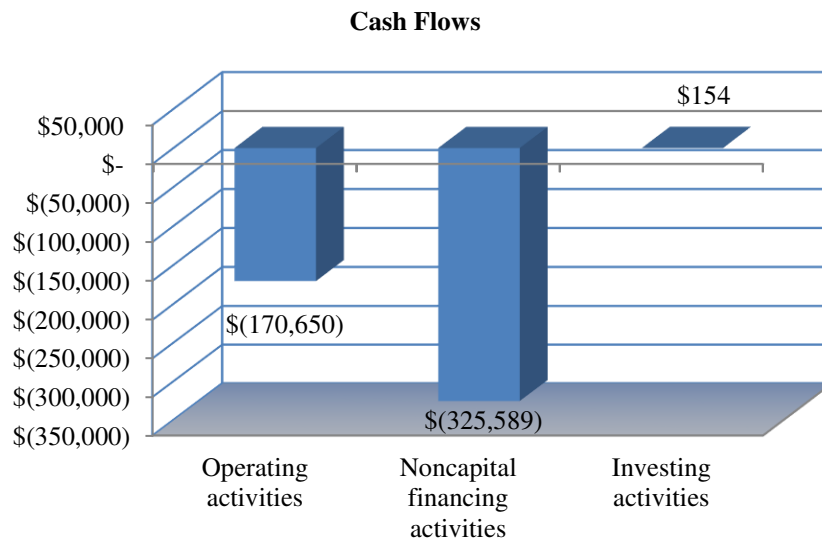 Cash Flows
$154
$50,000
$-
$(50,000)
$(100,000)
$(150,000)
$(200,000)
$(250,000)
$(300,000)
$(350,000)
$(170,650)
$(325,589)
Operating
activities
Noncapital
financing
activities
Investing
activities